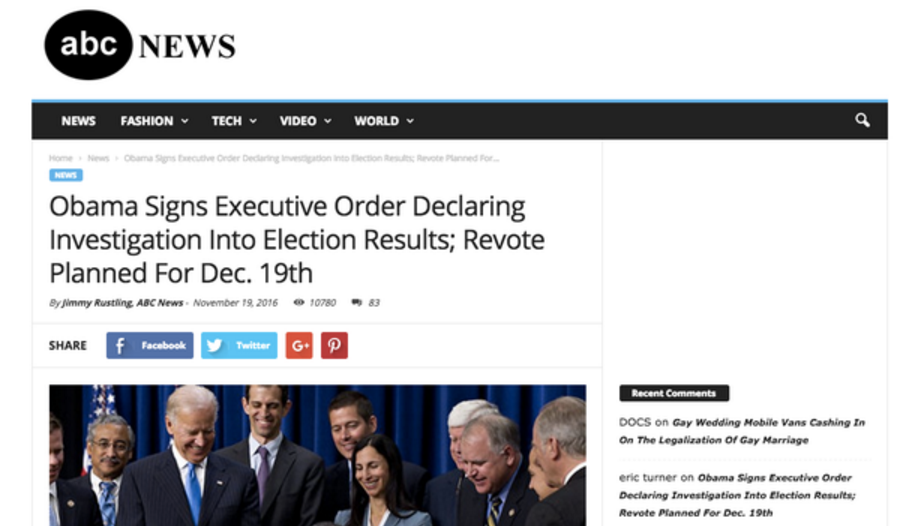 abc NEWS
NEWS FASHION TECH VIDEO WORLD
Home › News › Obama Signs Executive Order Declaring Investigation Into Election Results; Revote Planned For...
NEWS
Obama Signs Executive Order Declaring
Investigation Into Election Results; Revote
Planned For Dec. 19th
By Jimmy Rustling, ABC News - November 19, 2016 10780 83
SHARE f Facebook Twitter G+
Recent Comments
DOCS on Gay Wedding Mobile Vans Cashing In
On The Legalization Of Gay Marriage
eric turner on Obama Signs Executive Order
Declaring Investigation Into Election Results;
Revote Planned For Dec. 19th